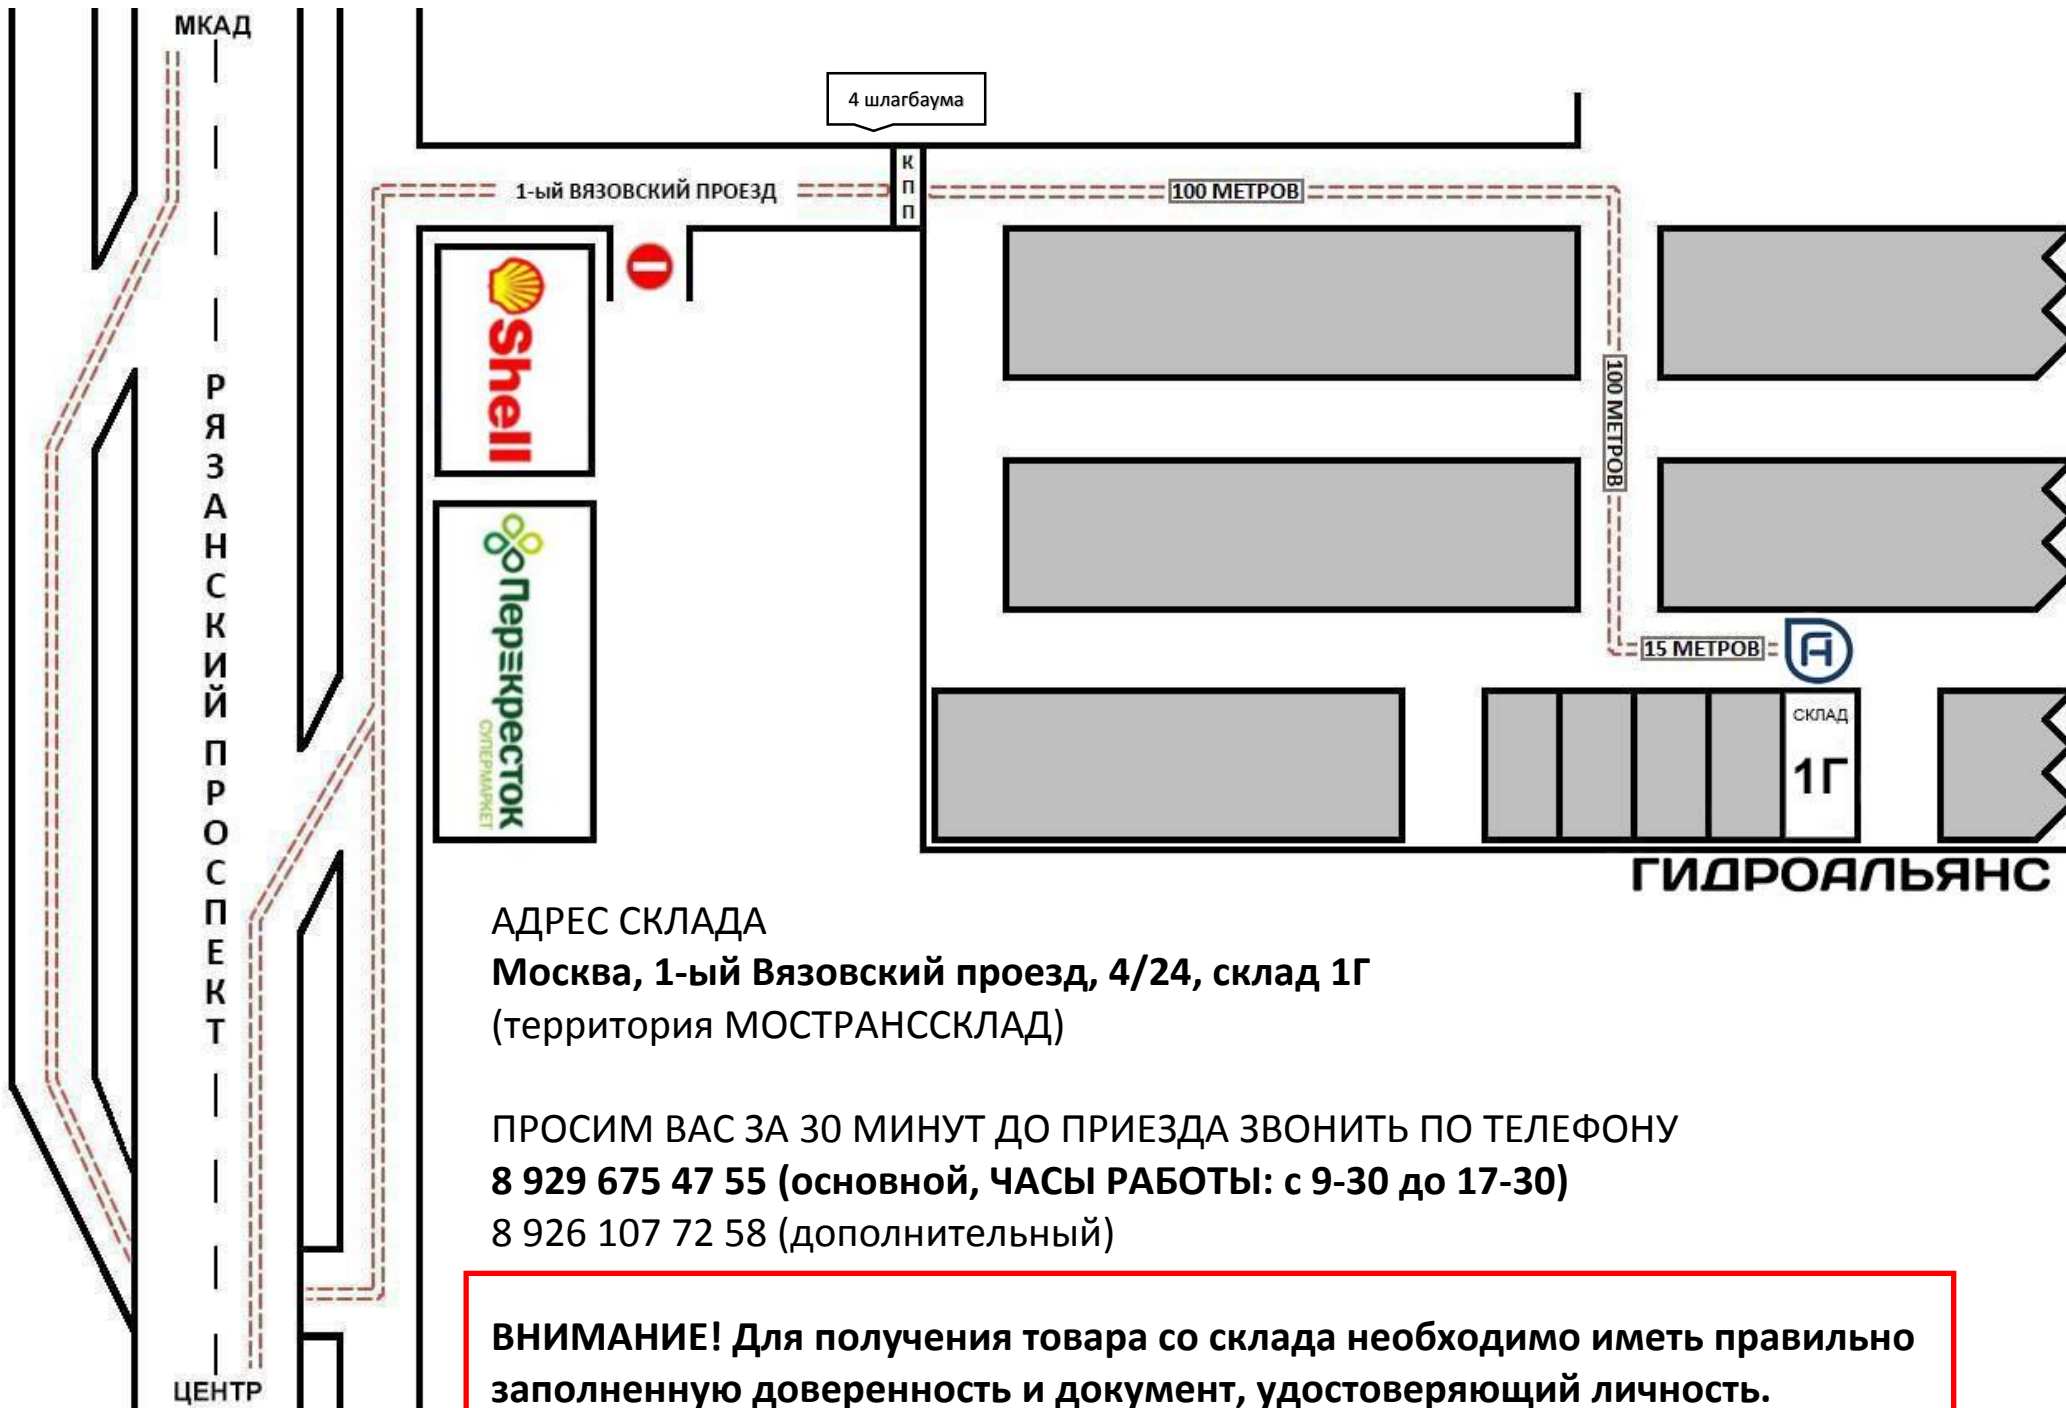 МКАД
4 шлагбаума
КПП
1-ый ВЯЗОВСКИЙ ПРОЕЗД
100 МЕТРОВ
Shell
РЯЗАНСКИЙ ПРОСПЕКТ
100 МЕТРОВ
Перекресток
СУПЕРМАРКЕТ
15 МЕТРОВ
СКЛАД
1Г
ГИДРОАЛЬЯНС
АДРЕС СКЛАДА
Москва, 1-ый Вязовский проезд, 4/24, склад 1Г
(территория МОСТРАНССКЛАД)
ПРОСИМ ВАС ЗА 30 МИНУТ ДО ПРИЕЗДА ЗВОНИТЬ ПО ТЕЛЕФОНУ
8 929 675 47 55 (основной, ЧАСЫ РАБОТЫ: с 9-30 до 17-30)
8 926 107 72 58 (дополнительный)
ВНИМАНИЕ! Для получения товара со склада необходимо иметь правильно
заполненную доверенность и документ, удостоверяющий личность.
ЦЕНТР